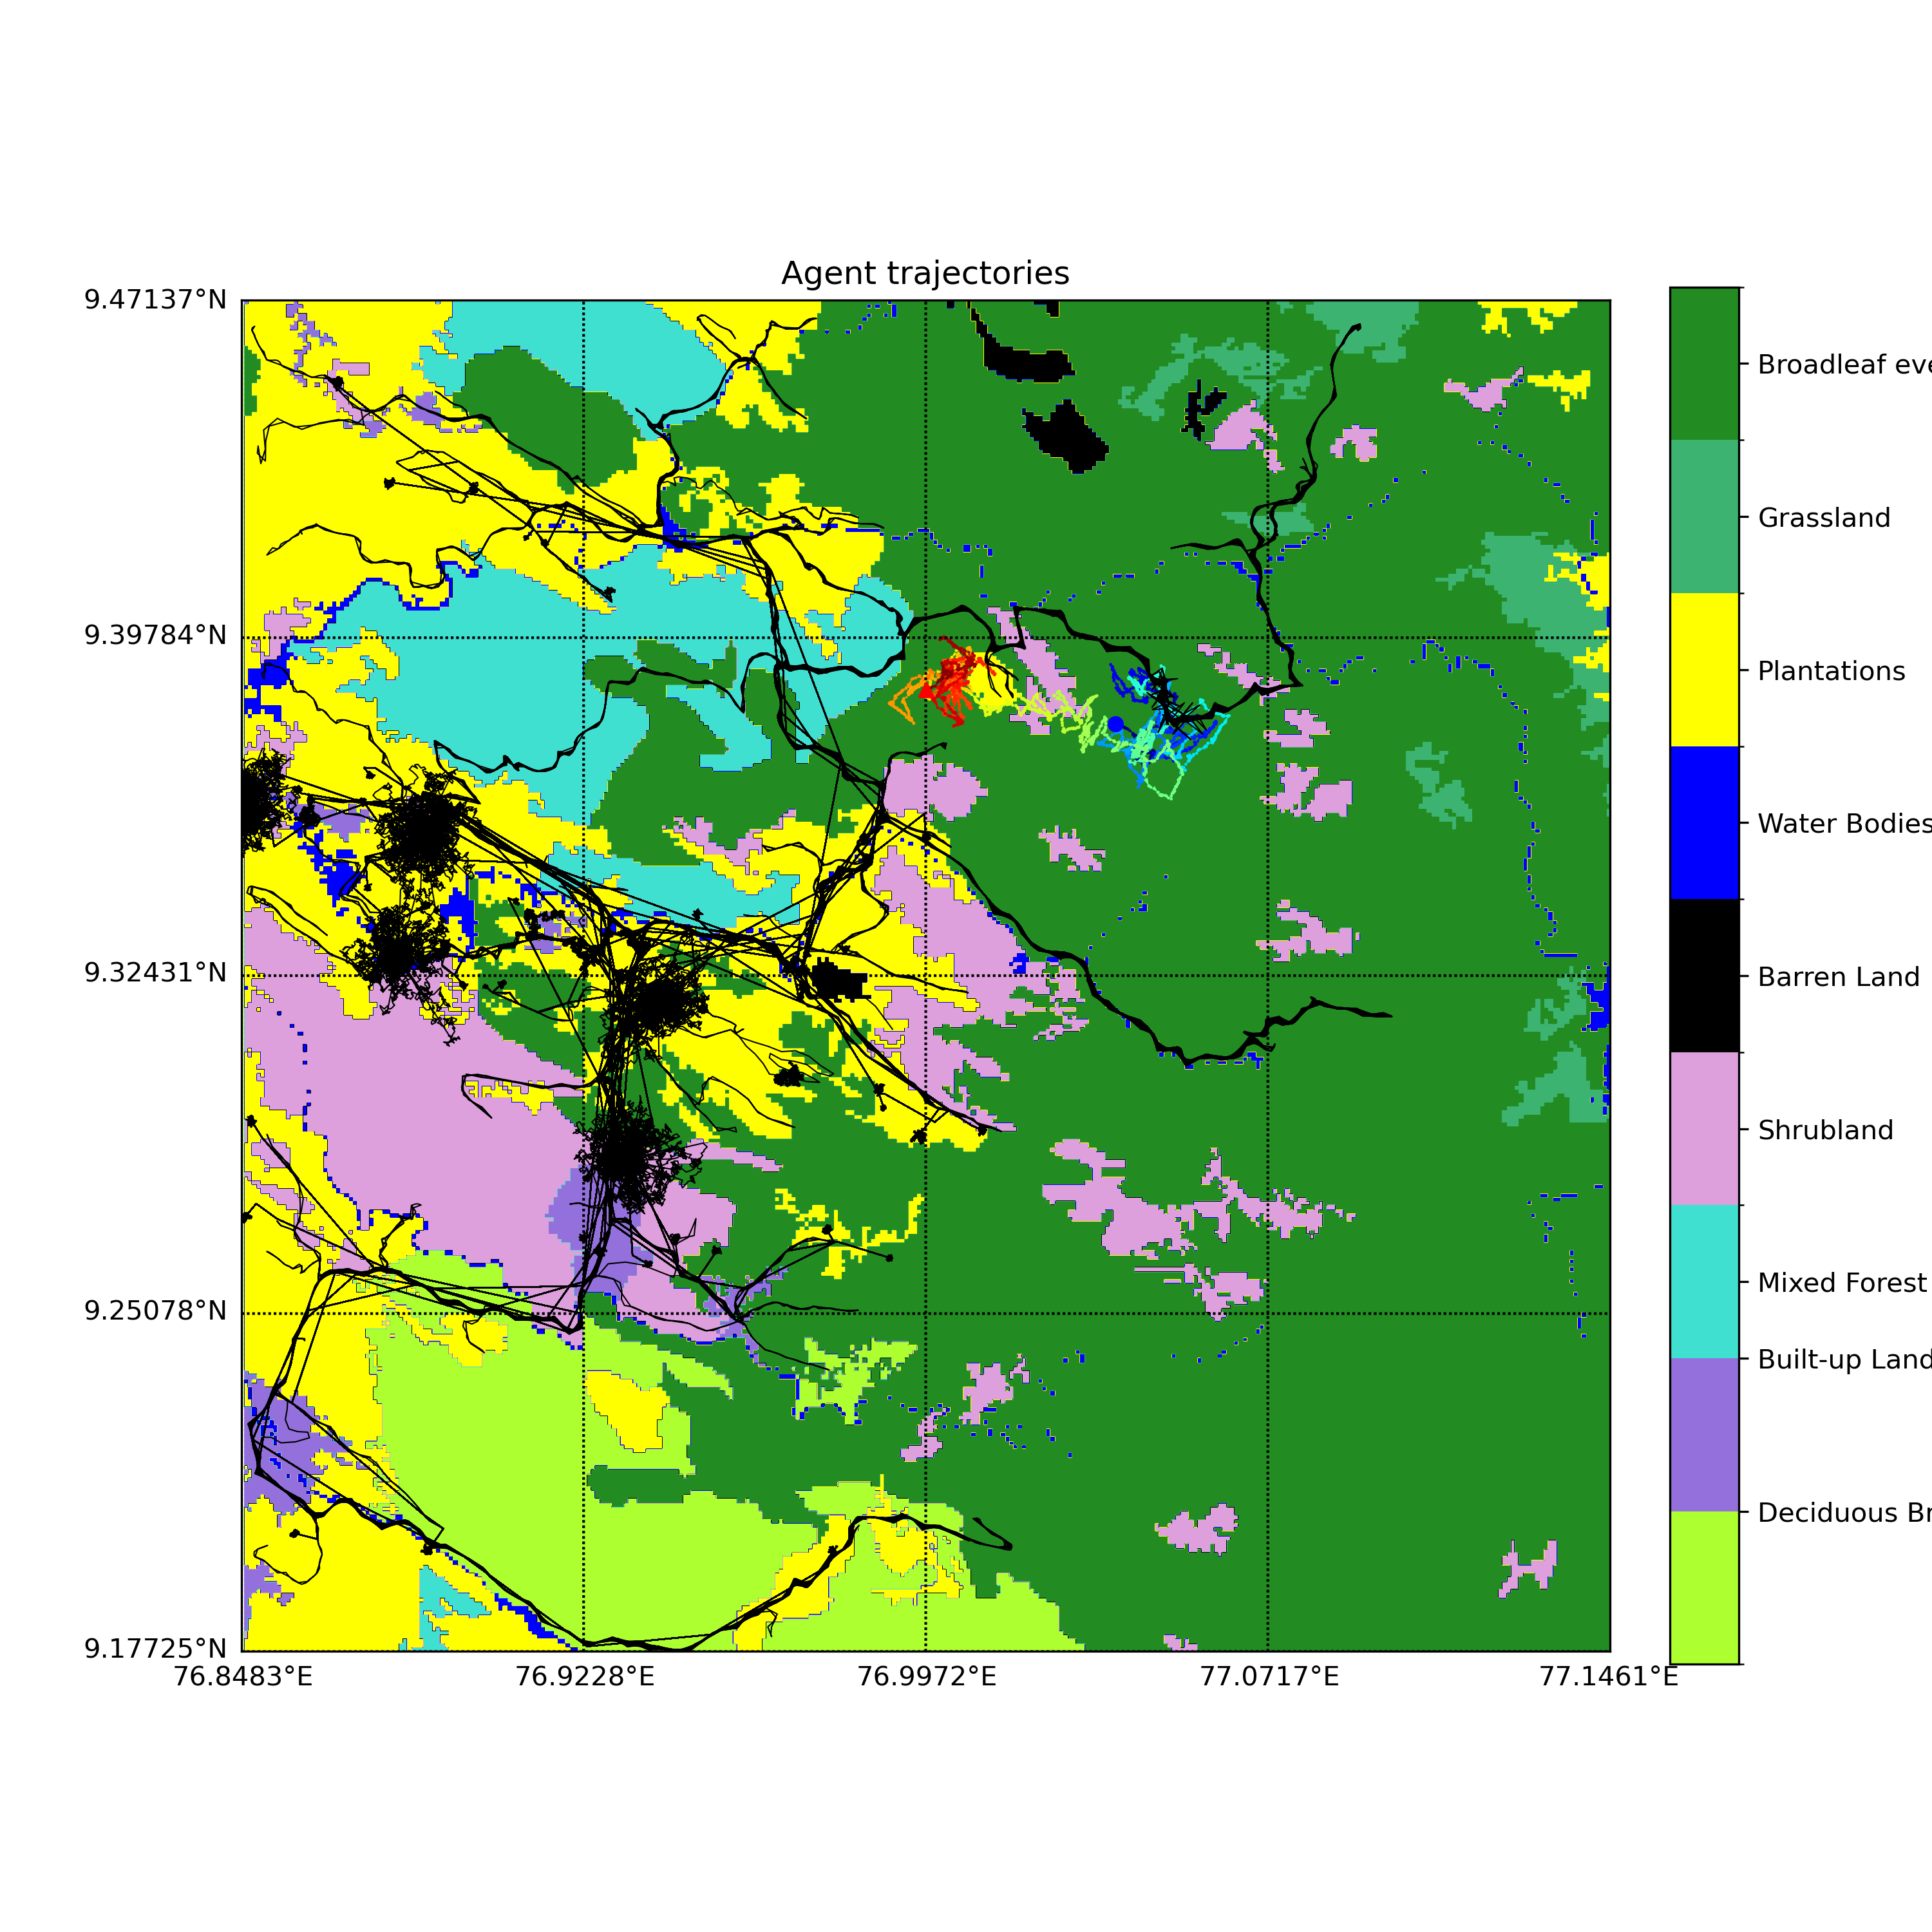 Agent trajectories
9.47137°N
9.39784°N
9.32431°N
9.25078°N
9.17725°N
76.8483°E
76.9228°E
76.9972°E
77.0717°E
77.1461°E
Broadleaf eve
Grassland
Plantations
Water Bodies
Barren Land
Shrubland
Mixed Forest
Built-up Land
Deciduous Br